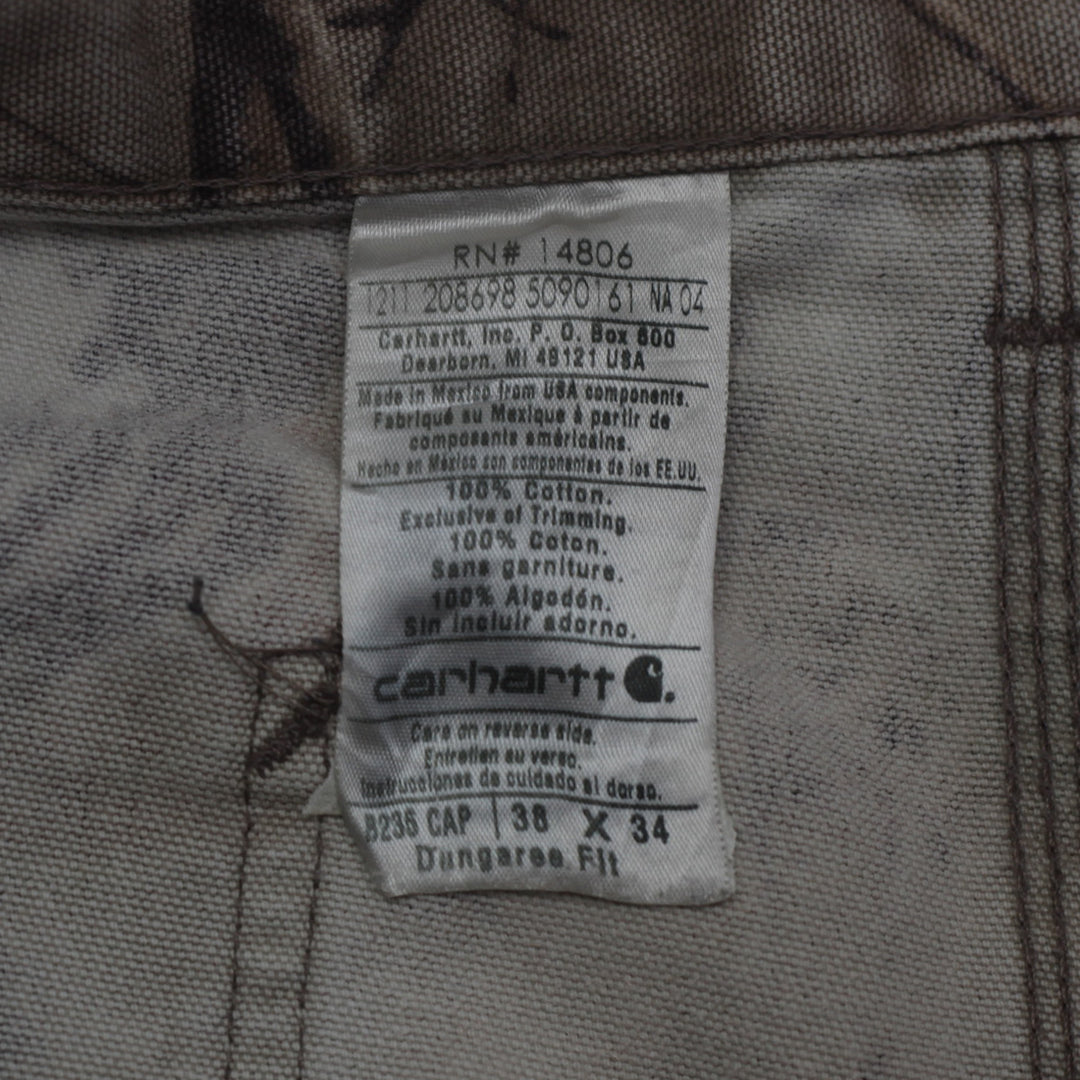 RN# 14806
1211 208698 5090161 NA 04
Carhartt, Inc. P. O. Box 600
Dearborn, MI 48121 USA
Made in Mexico from USA components.
Fabriqué au Mexique à partir de
composants américains.
Hecho en Mexico con componentes de los EE.UU.
100% Cotton.
Exclusive of Trimming.
100% Coton.
Sans garniture.
100% Algodón.
Sin incluir adorno.
carhartt
Care on reverse side.
Entretien au verso.
Instrucciones de cuidado al dorso.
B236 CAP | 38 X 34
Dungaree Fit